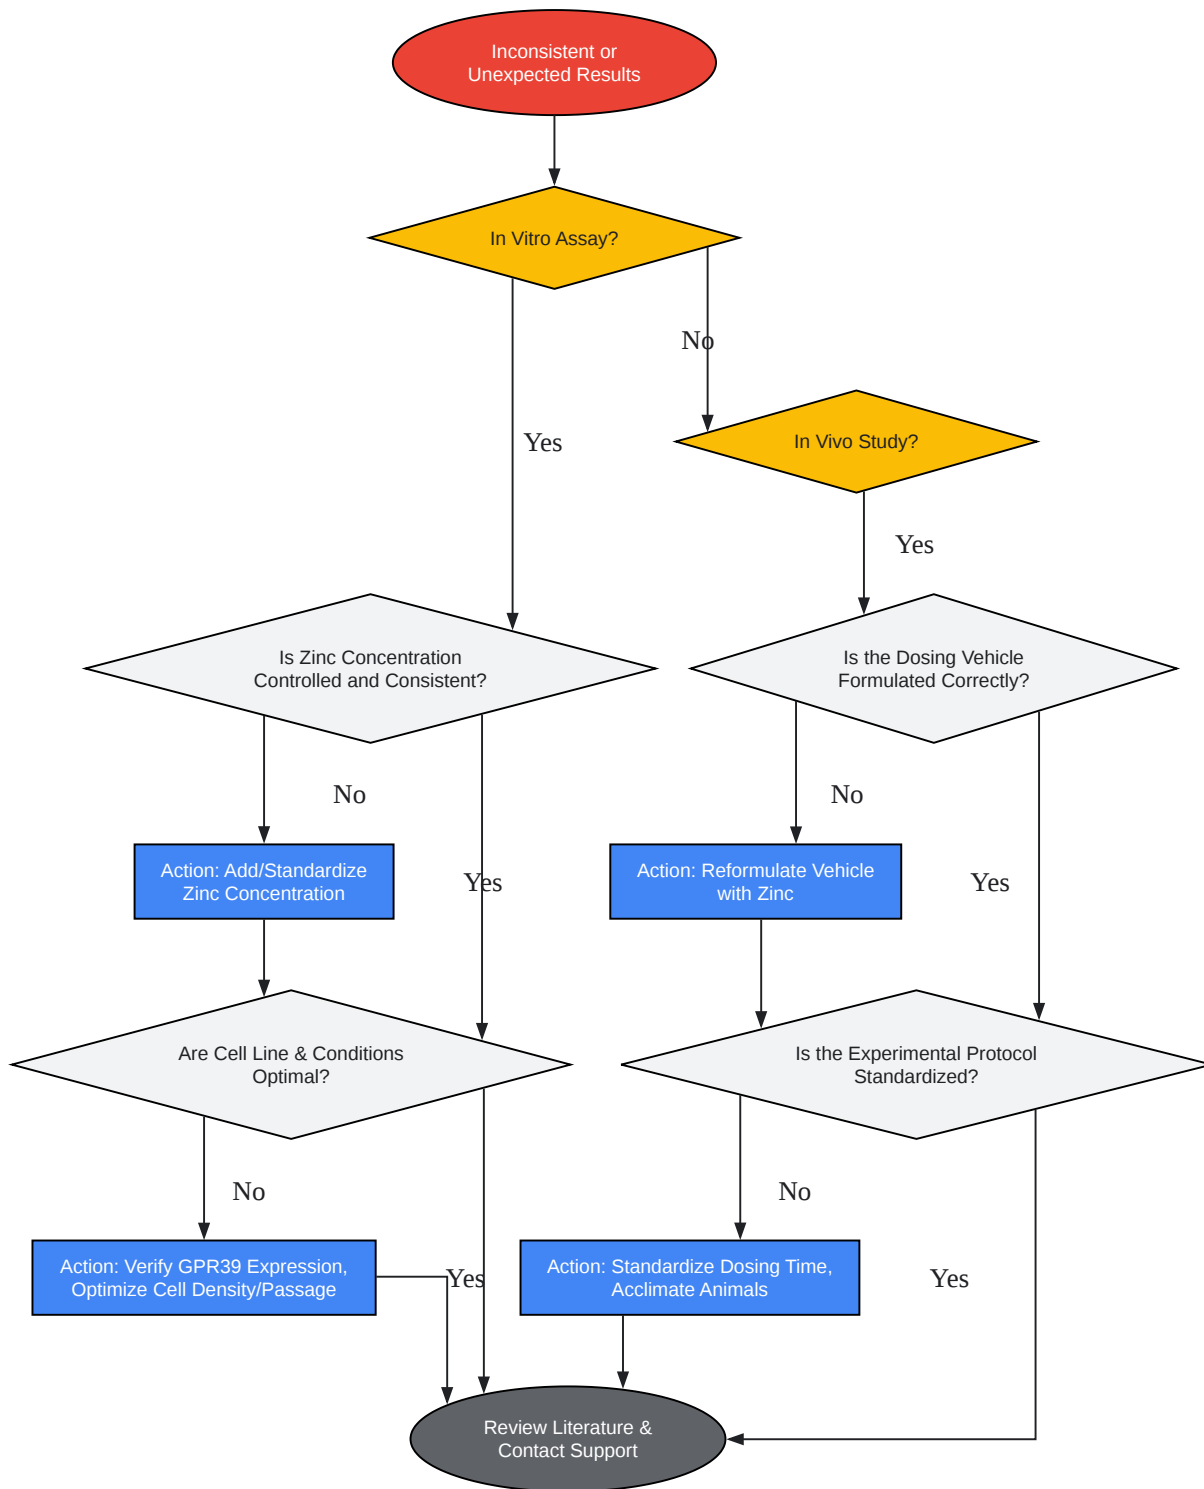 Inconsistent or
Unexpected Results
In Vitro Assay?
No
Yes
In Vivo Study?
Yes
Is Zinc Concentration
Controlled and Consistent?
Is the Dosing Vehicle
Formulated Correctly?
No
No
Action: Add/Standardize
Zinc Concentration
Yes
Action: Reformulate Vehicle
with Zinc
Yes
Are Cell Line & Conditions
Optimal?
Is the Experimental Protocol
Standardized?
No
No
Action: Verify GPR39 Expression,
Optimize Cell Density/Passage
Yes
Action: Standardize Dosing Time,
Acclimate Animals
Yes
Review Literature &
Contact Support